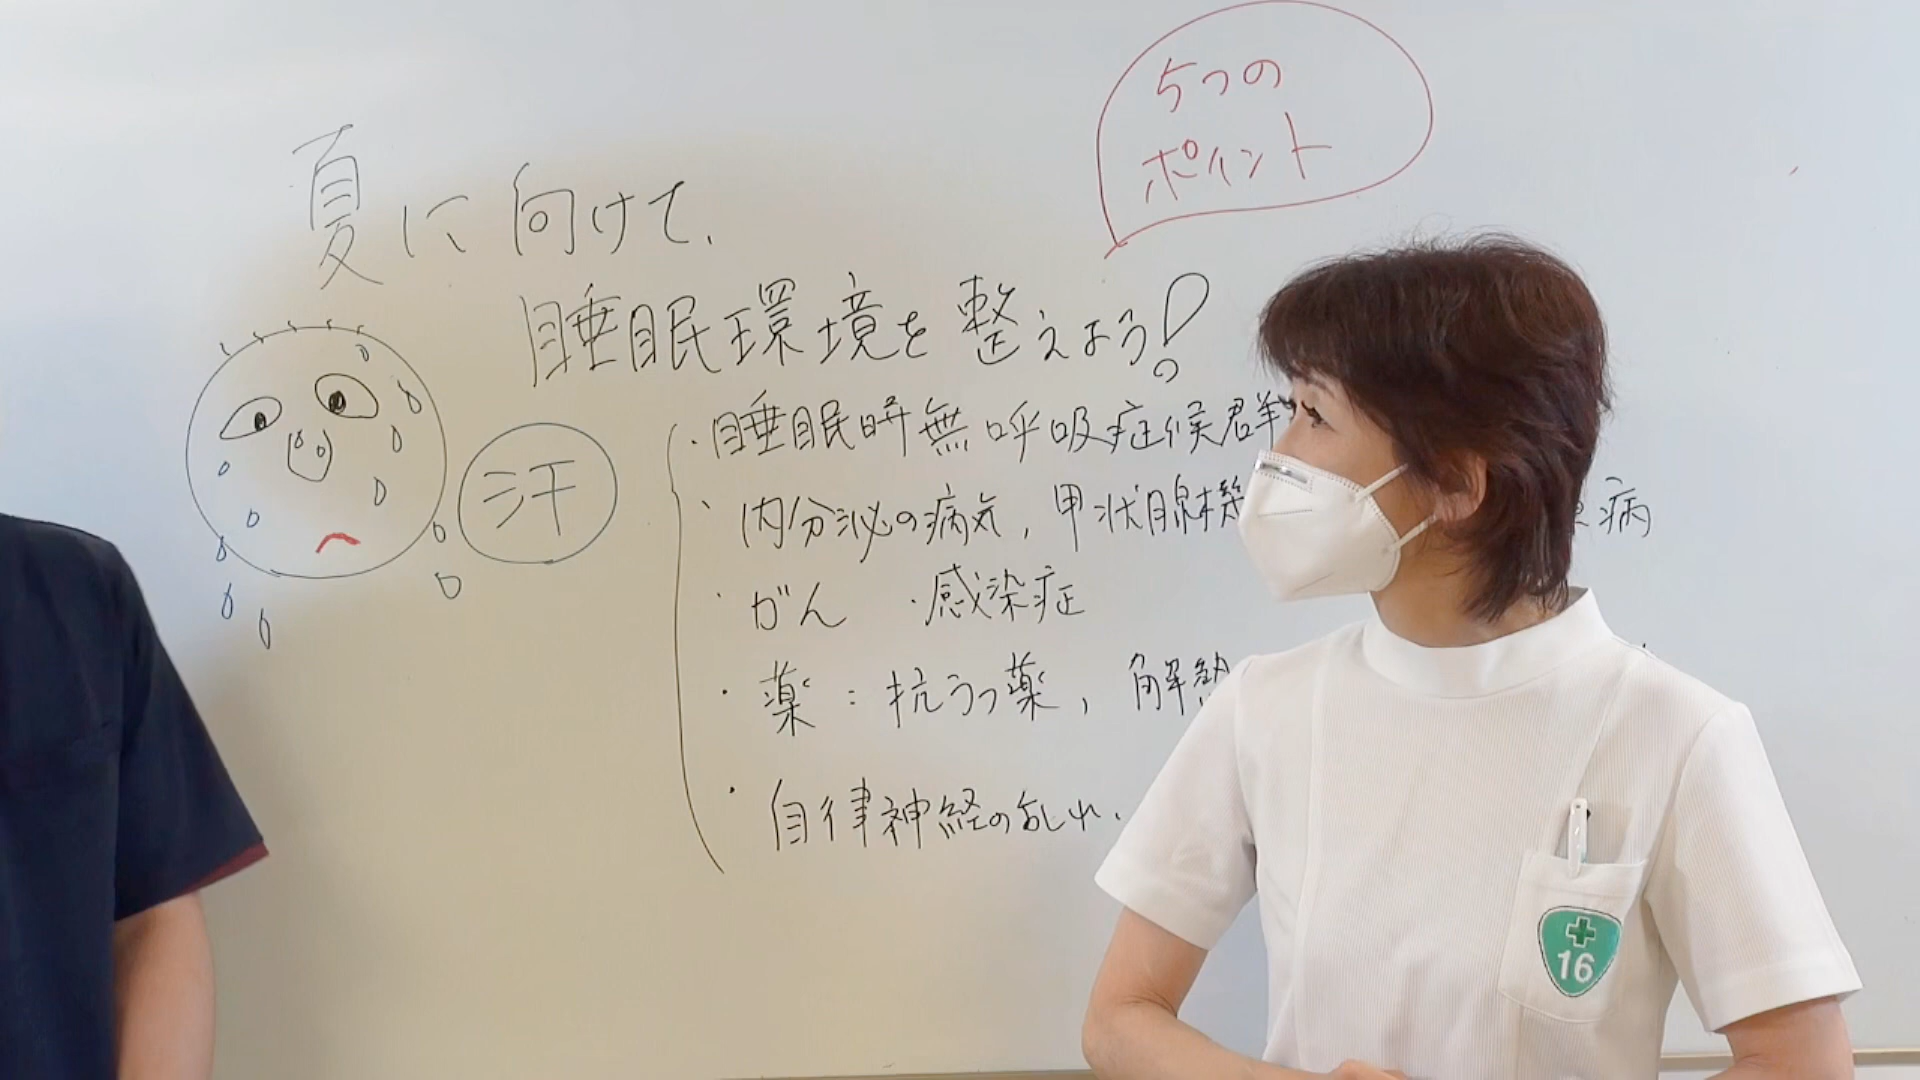 5つの
ポイント
夏に向けて、
睡眠環境を整えよう!
汗
・睡眠時無呼吸症候群
・内分泌の病気，甲状腺機 病
・がん ・感染症
・薬：抗うつ薬，解熱
・自律神経の乱れ．
16